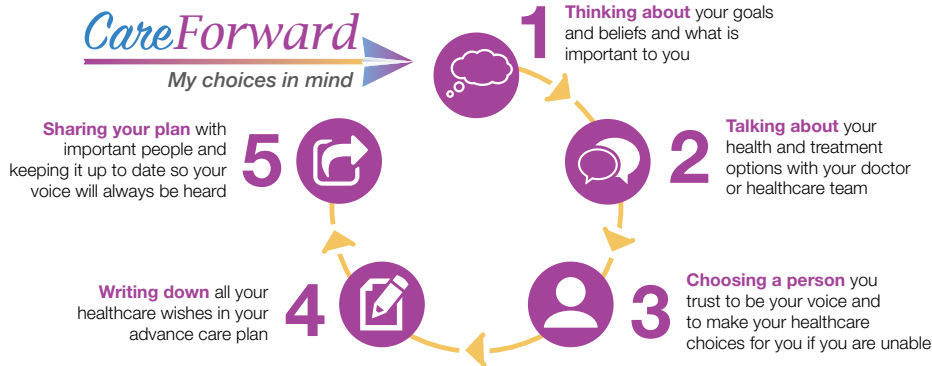 CareForward
My choices in mind
1
Thinking about your goals
and beliefs and what is
important to you
2
Talking about your
health and treatment
options with your doctor
or healthcare team
3
Choosing a person you
trust to be your voice and
to make your healthcare
choices for you if you are unable
4
Writing down all your
healthcare wishes in your
advance care plan
5
Sharing your plan with
important people and
keeping it up to date so your
voice will always be heard